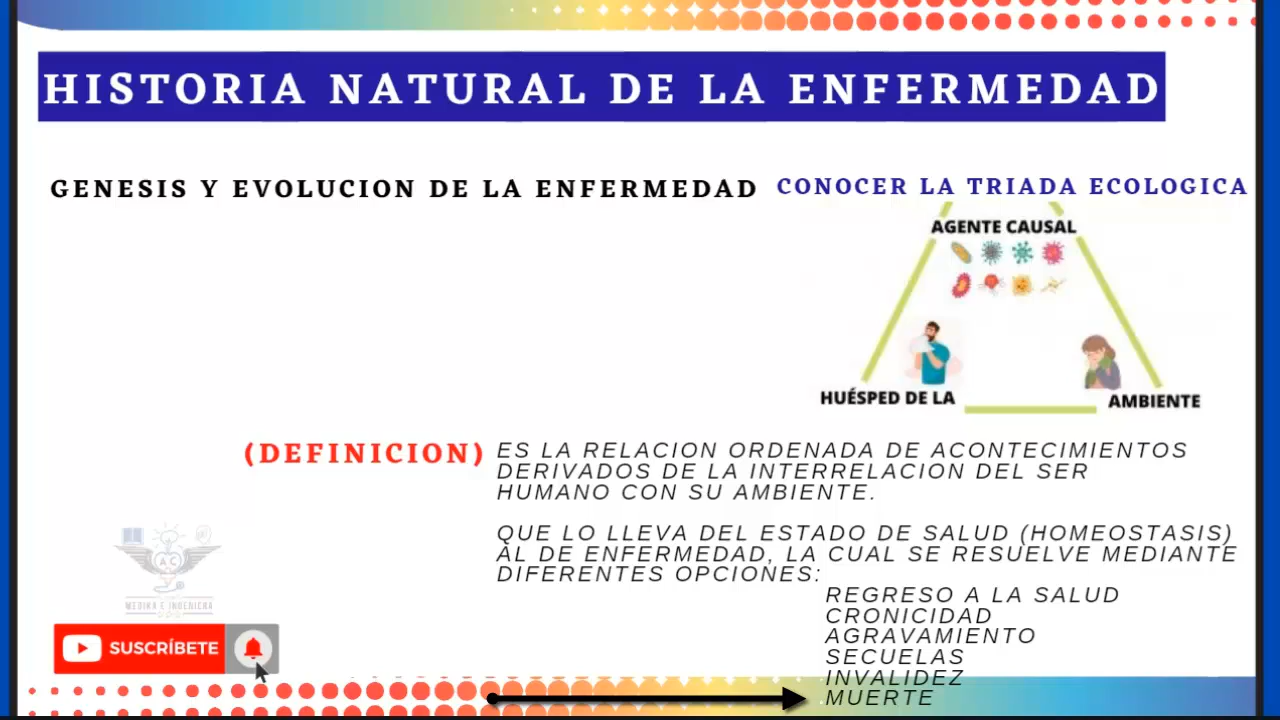 HISTORIA NATURAL DE LA ENFERMEDAD
GENESIS Y EVOLUCION DE LA ENFERMEDAD
CONOCER LA TRIADA ECOLOGICA
AGENTE CAUSAL
HUÉSPED DE LA
AMBIENTE
(DEFINICION)
ES LA RELACION ORDENADA DE ACONTECIMIENTOS
DERIVADOS DE LA INTERRELACION DEL SER
HUMANO CON SU AMBIENTE.
QUE LO LLEVA DEL ESTADO DE SALUD (HOMEOSTASIS)
AL DE ENFERMEDAD, LA CUAL SE RESUELVE MEDIANTE
DIFERENTES OPCIONES:
REGRESO A LA SALUD
CRONICIDAD
AGRAVAMIENTO
SECUELAS
INVALIDEZ
MUERTE
AC
SUSCRÍBETE